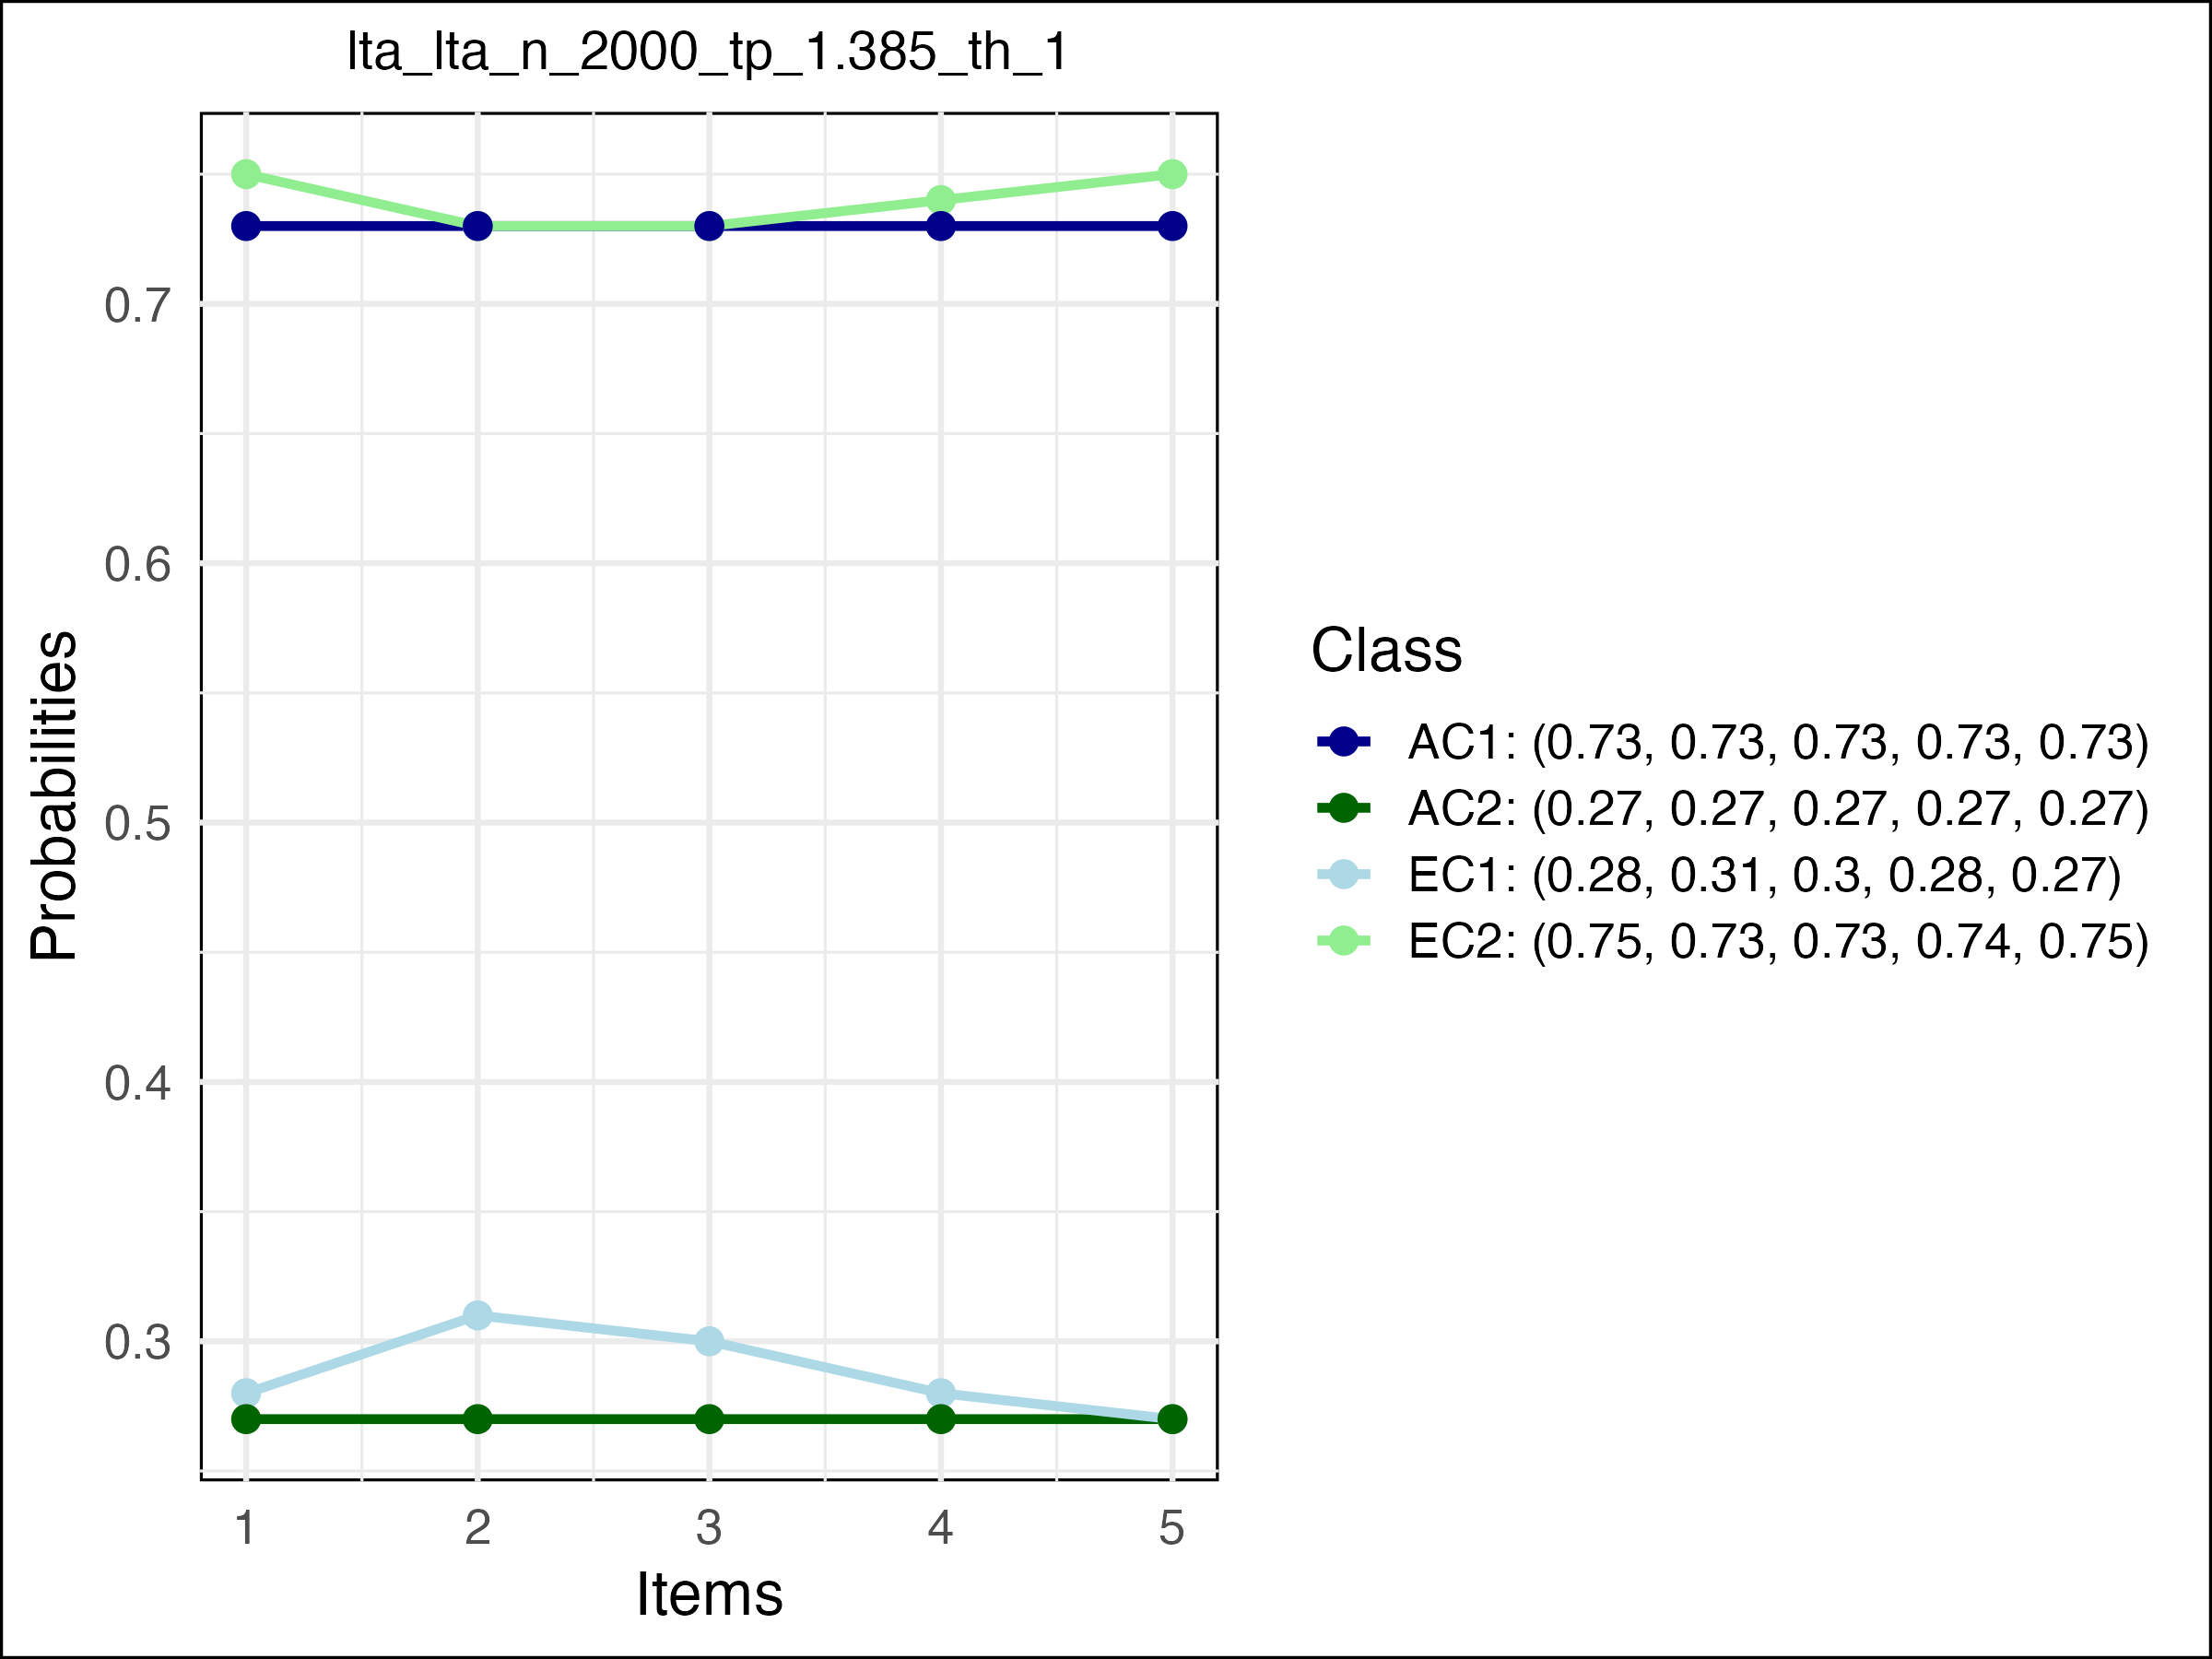 lta_lta_n_2000_tp_1.385_th_1
Probabilities
0.7
0.6
0.5
0.4
0.3
1 2 3 4 5
Items
Class
AC1: (0.73, 0.73, 0.73, 0.73, 0.73)
AC2: (0.27, 0.27, 0.27, 0.27, 0.27)
EC1: (0.28, 0.31, 0.3, 0.28, 0.27)
EC2: (0.75, 0.73, 0.73, 0.74, 0.75)